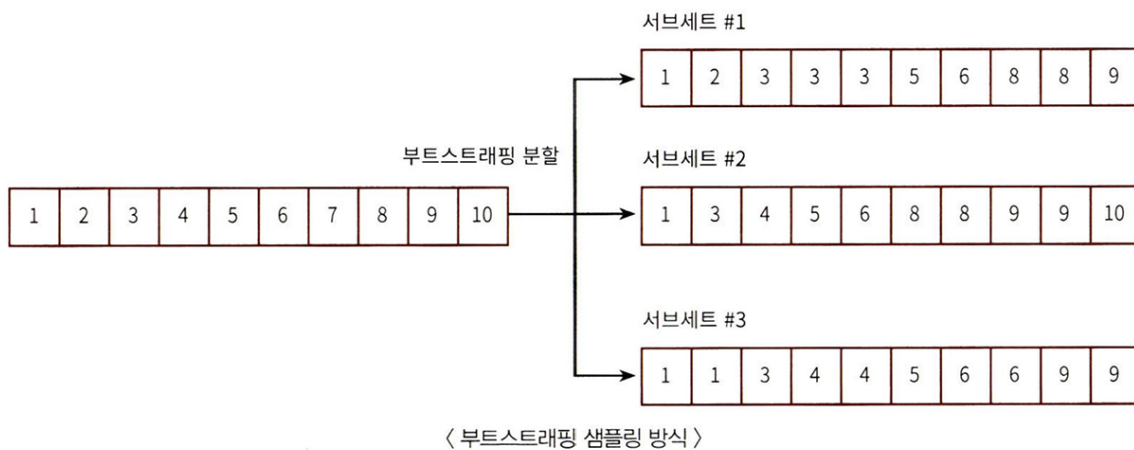 서브세트 #1
1 2 3 3 3 5 6 8 8 9
부트스트래핑 분할
서브세트 #2
1 2 3 4 5 6 7 8 9 10
1 3 4 5 6 8 8 9 9 10
서브세트 #3
1 1 3 4 4 5 6 6 9 9
〈 부트스트래핑 샘플링 방식 〉